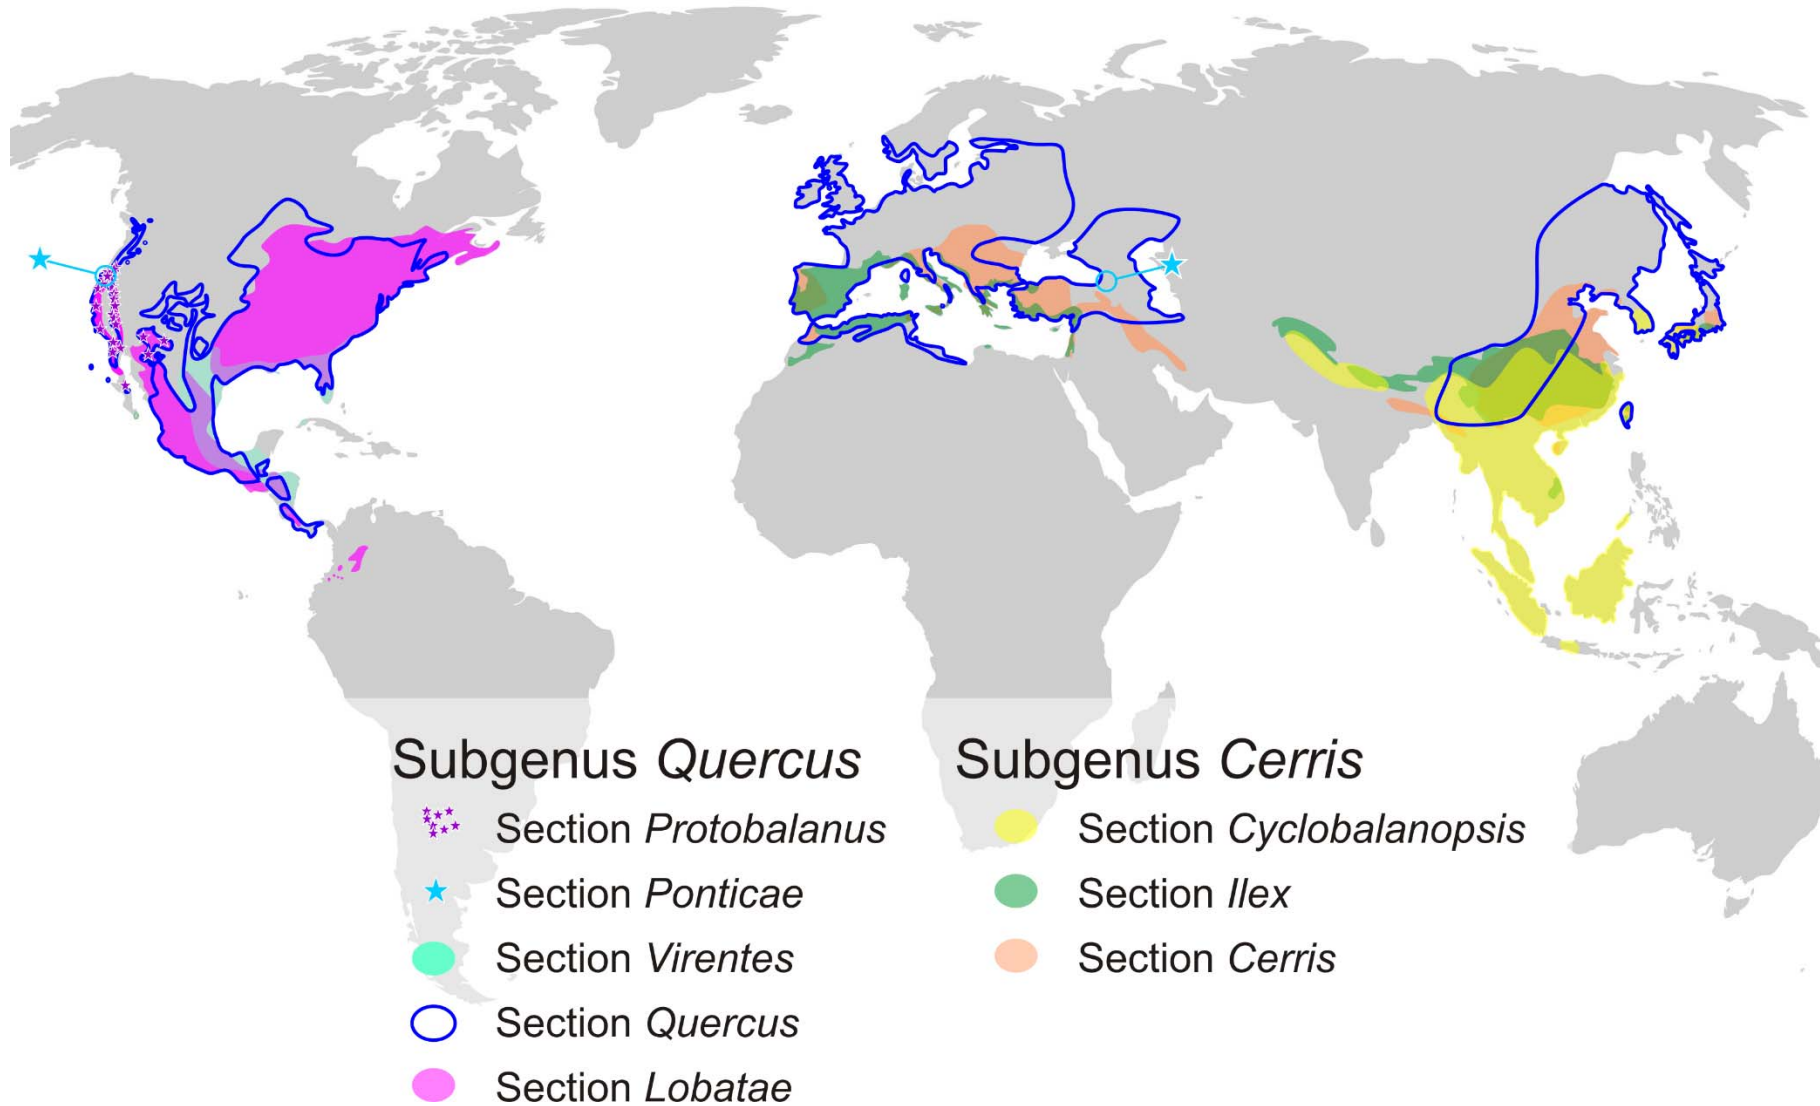 Subgenus Quercus
Section Protobalanus
Section Ponticae
Section Virentes
Section Quercus
Section Lobatae
Subgenus Cerris
Section Cyclobalanopsis
Section Ilex
Section Cerris